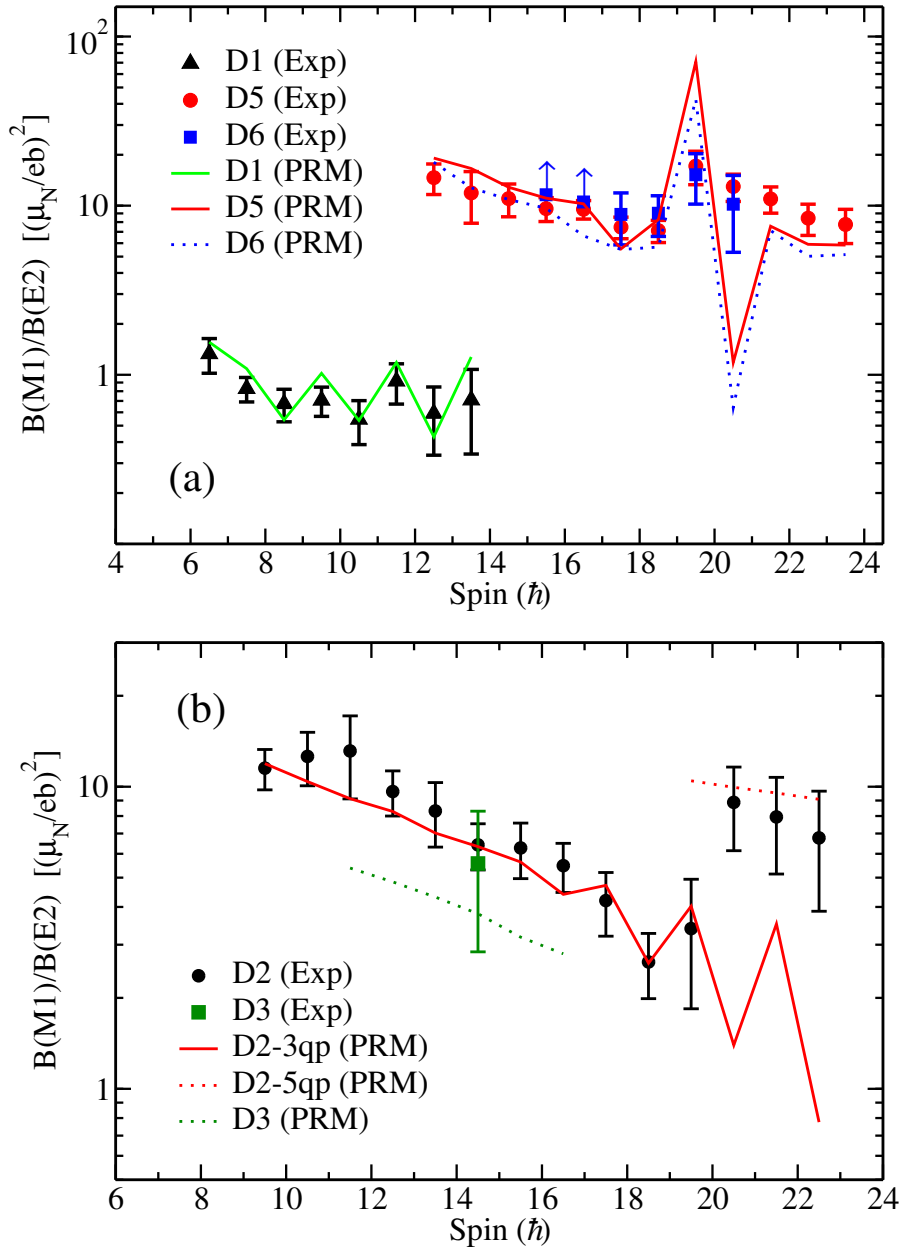 10²
D1 (Exp)
D5 (Exp)
D6 (Exp)
D1 (PRM)
D5 (PRM)
D6 (PRM)
10
1
B(M1)/B(E2) [(μ_N/eb)²]
(a)
4 6 8 10 12 14 16 18 20 22 24
Spin (ℏ)
(b)
10
B(M1)/B(E2) [(μ_N/eb)²]
D2 (Exp)
D3 (Exp)
D2-3qp (PRM)
D2-5qp (PRM)
D3 (PRM)
1
6 8 10 12 14 16 18 20 22 24
Spin (ℏ)